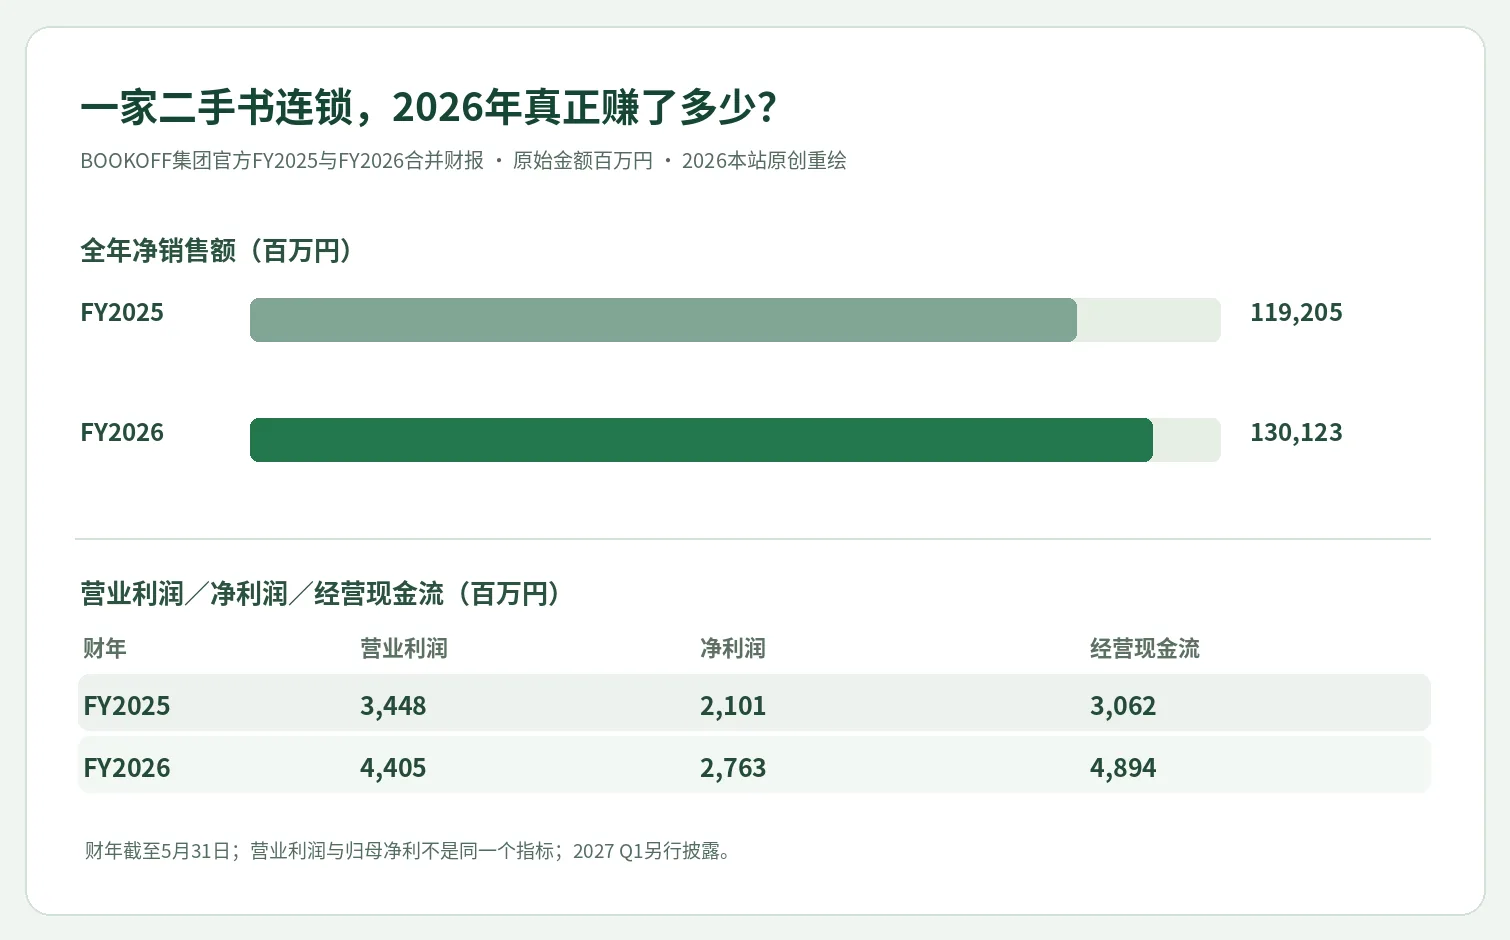 一家二手书连锁，2026年真正赚了多少？
BOOKOFF集团官方FY2025与FY2026合并财报 · 原始金额百万円 · 2026本站原创重绘
全年净销售额（百万円）
FY2025 119,205
FY2026 130,123
营业利润／净利润／经营现金流（百万円）
财年 营业利润 净利润 经营现金流
FY2025 3,448 2,101 3,062
FY2026 4,405 2,763 4,894
财年截至5月31日；营业利润与归母净利不是同一个指标；2027 Q1另行披露。